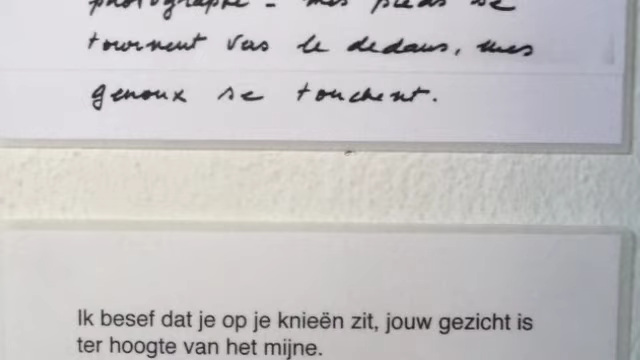 photographe - mes pieds se
tournent vers le dedans, mes
genoux se touchent.
Ik besef dat je op je knieën zit, jouw gezicht is
ter hoogte van het mijne.